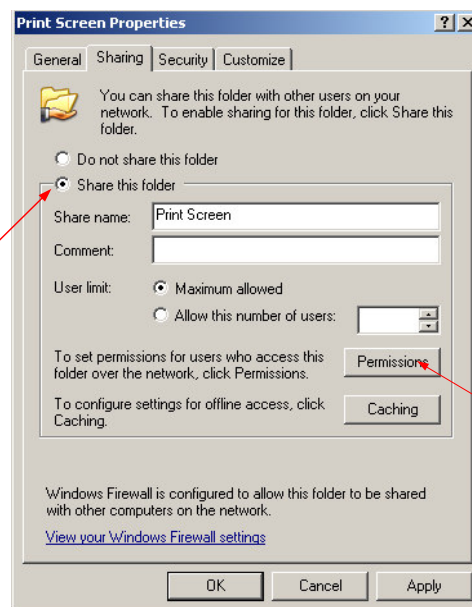 Print Screen Properties
General Sharing Security Customize
You can share this folder with other users on your
network. To enable sharing for this folder, click Share this
folder.
Do not share this folder
Share this folder
Share name: Print Screen
Comment:
User limit: Maximum allowed
Allow this number of users:
To set permissions for users who access this
folder over the network, click Permissions.
Permissions
To configure settings for offline access, click
Caching.
Caching
Windows Firewall is configured to allow this folder to be shared
with other computers on the network.
View your Windows Firewall settings
OK Cancel Apply